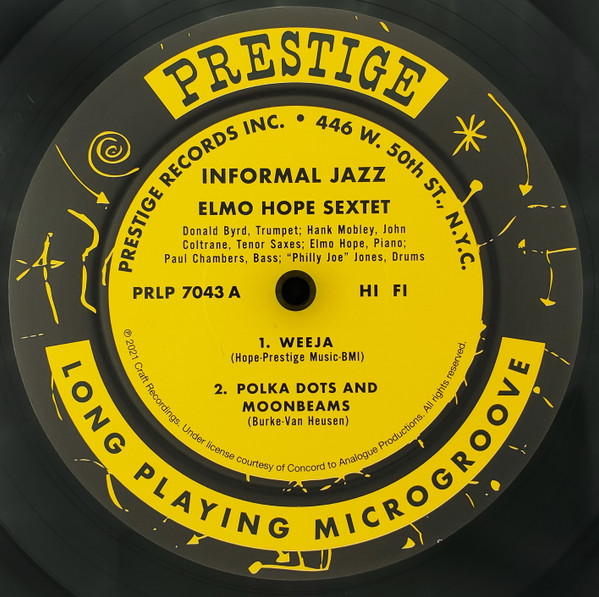 PRESTIGE
PRESTIGE RECORDS INC. • 446 W. 50th ST., N.Y.C.
INFORMAL JAZZ
ELMO HOPE SEXTET
Donald Byrd, Trumpet; Hank Mobley, John
Coltrane, Tenor Saxes; Elmo Hope, Piano;
Paul Chambers, Bass; "Philly Joe" Jones, Drums
PRLP 7043 A HI FI
1. WEEJA
(Hope-Prestige Music-BMI)
2. POLKA DOTS AND
MOONBEAMS
(Burke-Van Heusen)
℗ 2021 Craft Recordings. Under license courtesy of Concord to Analogue Productions. All rights reserved.
LONG PLAYING MICROGROOVE